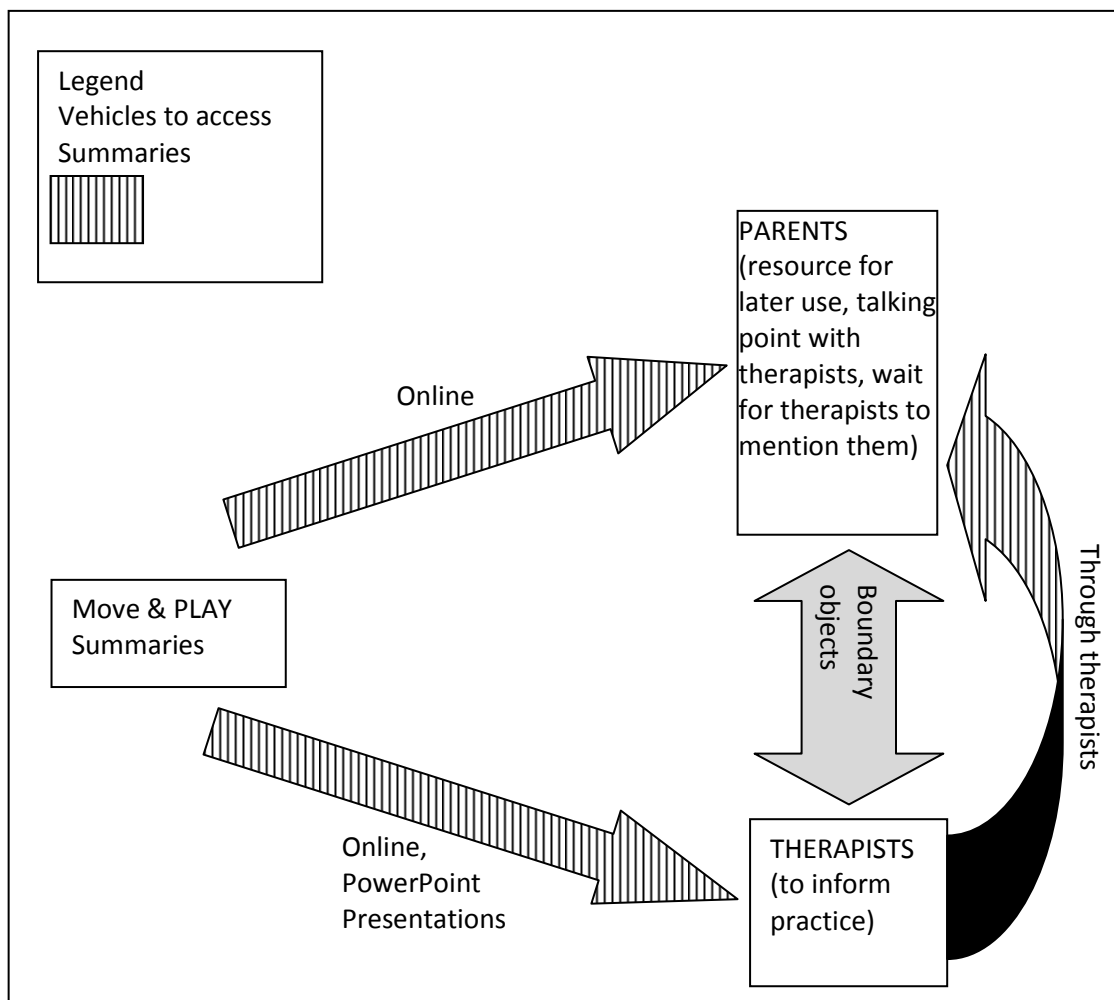 Legend
Vehicles to access
Summaries
PARENTS
(resource for
later use, talking
point with
therapists, wait
for therapists to
mention them)
Online
Move & PLAY
Summaries
Boundary
objects
Through therapists
Online,
PowerPoint
Presentations
THERAPISTS
(to inform
practice)